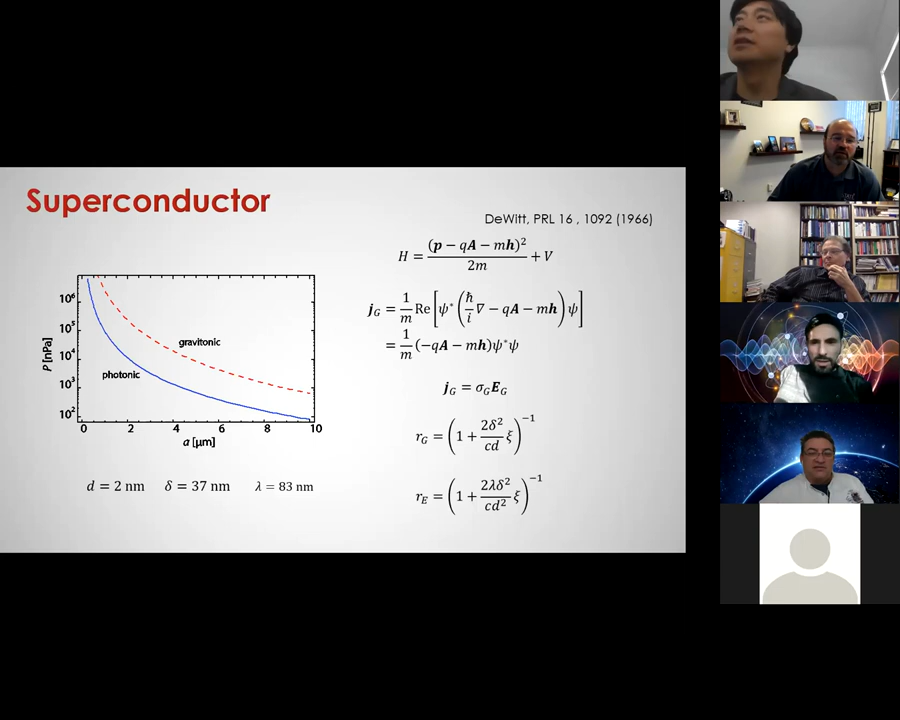 Superconductor
DeWitt, PRL 16 , 1092 (1966)
H = (p − qA − mh)² / 2m + V
j_G = 1/m Re [ψ* (ħ/i ∇ − qA − mh) ψ]
= 1/m (−qA − mh)ψ*ψ
j_G = σ_G E_G
r_G = (1 + 2δ²/cd ξ)⁻¹
r_E = (1 + 2λδ²/cd² ξ)⁻¹
P [nPa]
10⁶
10⁵
10⁴
10³
10²
gravitonic
photonic
0 2 4 6 8 10
a [μm]
d = 2 nm δ = 37 nm λ = 83 nm